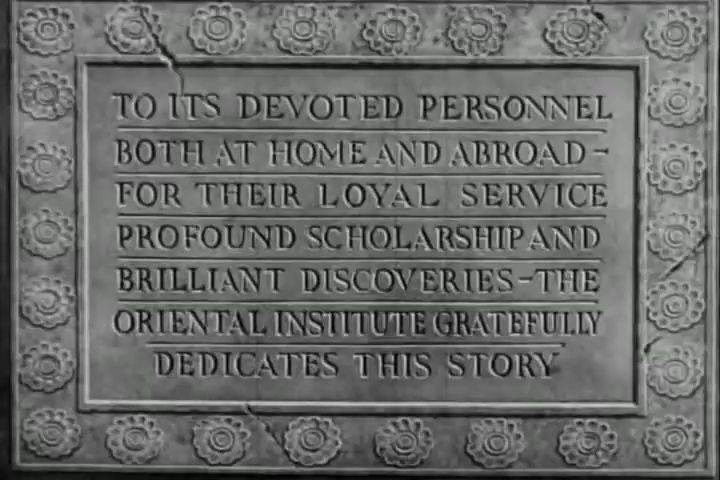 TO ITS DEVOTED PERSONNEL
BOTH AT HOME AND ABROAD-
FOR THEIR LOYAL SERVICE
PROFOUND SCHOLARSHIP AND
BRILLIANT DISCOVERIES-THE
ORIENTAL INSTITUTE GRATEFULLY
DEDICATES THIS STORY